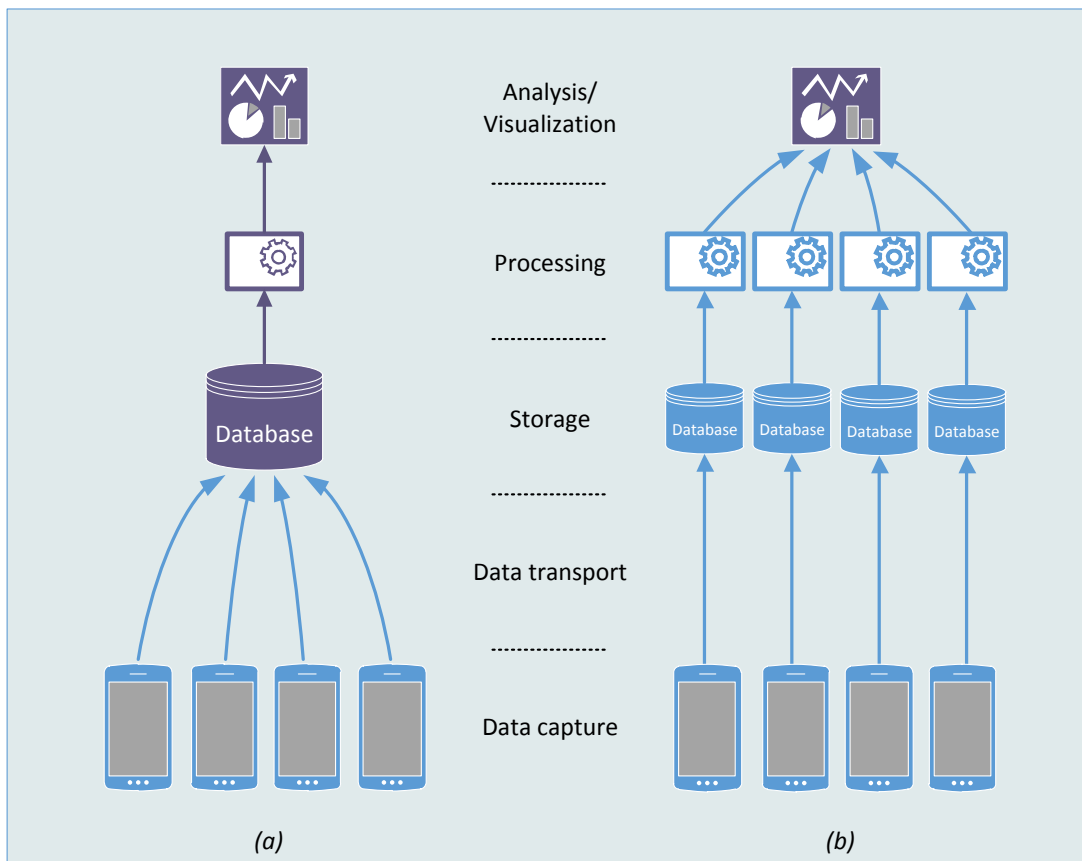 Analysis/
Visualization
....................
Processing
....................
Database
Storage
Database
Database
Database
Database
....................
Data transport
....................
Data capture
(a)
(b)